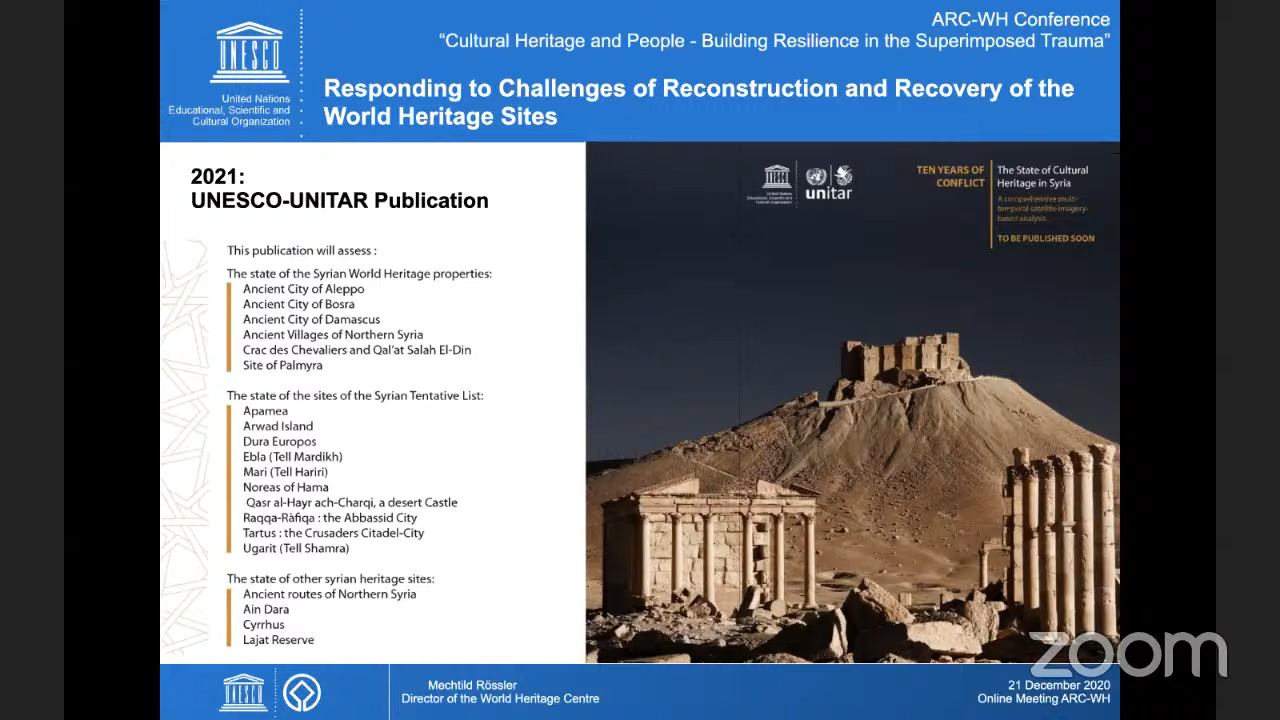 UNESCO
United Nations
Educational, Scientific and
Cultural Organization
ARC-WH Conference
“Cultural Heritage and People - Building Resilience in the Superimposed Trauma”
Responding to Challenges of Reconstruction and Recovery of the
World Heritage Sites
2021:
UNESCO-UNITAR Publication
This publication will assess :
The state of the Syrian World Heritage properties:
Ancient City of Aleppo
Ancient City of Bosra
Ancient City of Damascus
Ancient Villages of Northern Syria
Crac des Chevaliers and Qal’at Salah El-Din
Site of Palmyra
The state of the sites of the Syrian Tentative List:
Apamea
Arwad Island
Dura Europos
Ebla (Tell Mardikh)
Mari (Tell Hariri)
Noreas of Hama
Qasr al-Hayr ach-Charqi, a desert Castle
Raqqa-Ràfiqa : the Abbassid City
Tartus : the Crusaders Citadel-City
Ugarit (Tell Shamra)
The state of other syrian heritage sites:
Ancient routes of Northern Syria
Ain Dara
Cyrrhus
Lajat Reserve
unitar
TEN YEARS OF
CONFLICT
The State of Cultural
Heritage in Syria
A comprehensive multi-
temporal satellite imagery-
based analysis
TO BE PUBLISHED SOON
zoom
Mechtild Rössler
Director of the World Heritage Centre
21 December 2020
Online Meeting ARC-WH